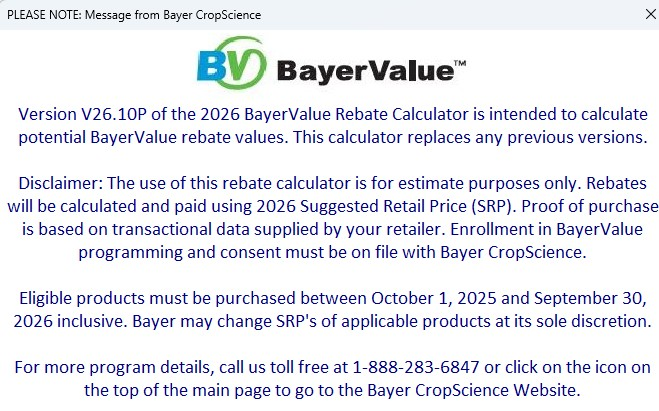 PLEASE NOTE: Message from Bayer CropScience
BV BayerValue™
Version V26.10P of the 2026 BayerValue Rebate Calculator is intended to calculate
potential BayerValue rebate values. This calculator replaces any previous versions.
Disclaimer: The use of this rebate calculator is for estimate purposes only. Rebates
will be calculated and paid using 2026 Suggested Retail Price (SRP). Proof of purchase
is based on transactional data supplied by your retailer. Enrollment in BayerValue
programming and consent must be on file with Bayer CropScience.
Eligible products must be purchased between October 1, 2025 and September 30,
2026 inclusive. Bayer may change SRP's of applicable products at its sole discretion.
For more program details, call us toll free at 1-888-283-6847 or click on the icon on
the top of the main page to go to the Bayer CropScience Website.